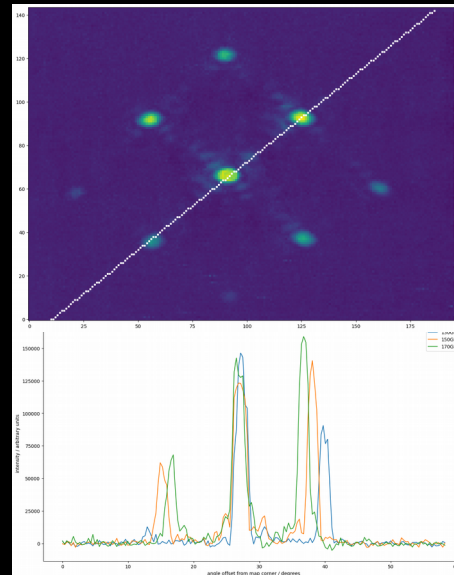 140
120
100
80
60
40
20
0
0 25 50 75 100 125 150 175
150G
170G
150000
125000
100000
75000
50000
25000
0
intensity / arbitrary units
0 10 20 30 40 50
angle offset from map corner / degrees